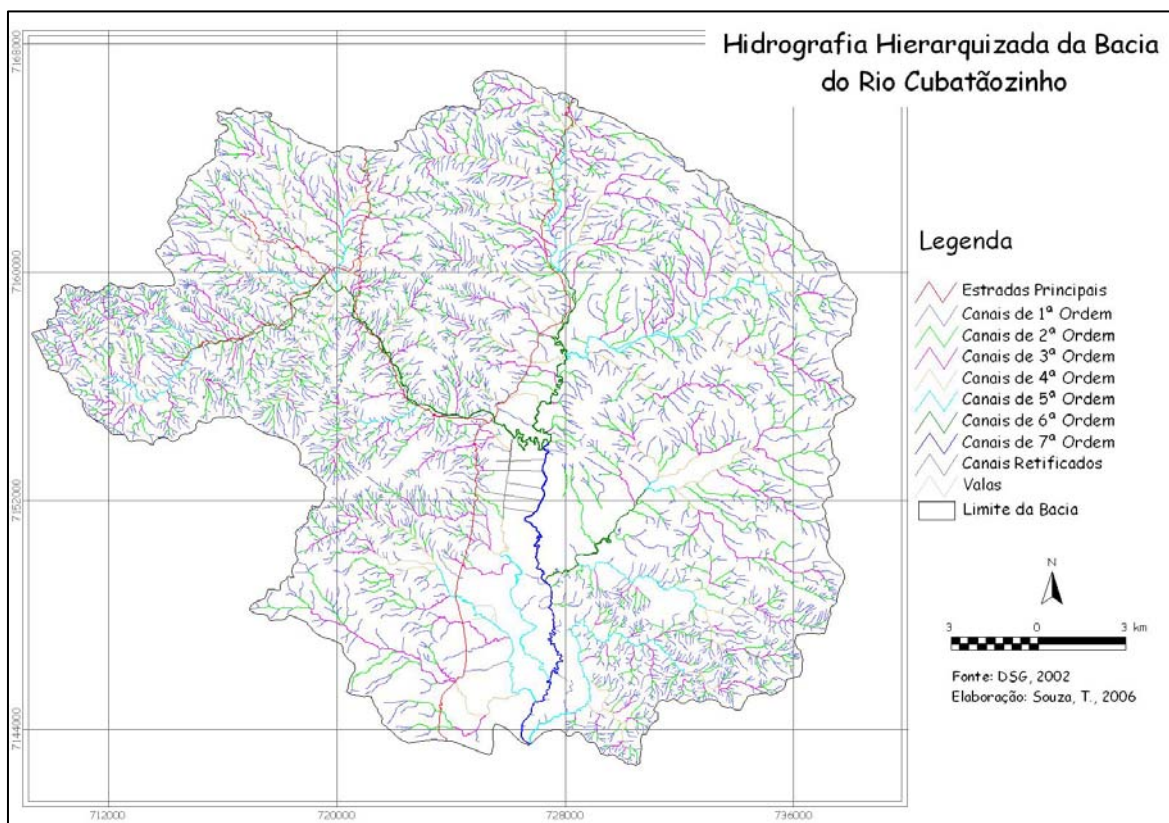 Hidrografia Hierarquizada da Bacia
do Rio Cubatãozinho
7168000
7160000
7152000
7144000
712000
720000
728000
736000
Legenda
Estradas Principais
Canais de 1ª Ordem
Canais de 2ª Ordem
Canais de 3ª Ordem
Canais de 4ª Ordem
Canais de 5ª Ordem
Canais de 6ª Ordem
Canais de 7ª Ordem
Canais Retificados
Valas
Limite da Bacia
N
3 0 3 km
Fonte: DSG, 2002
Elaboração: Souza, T., 2006